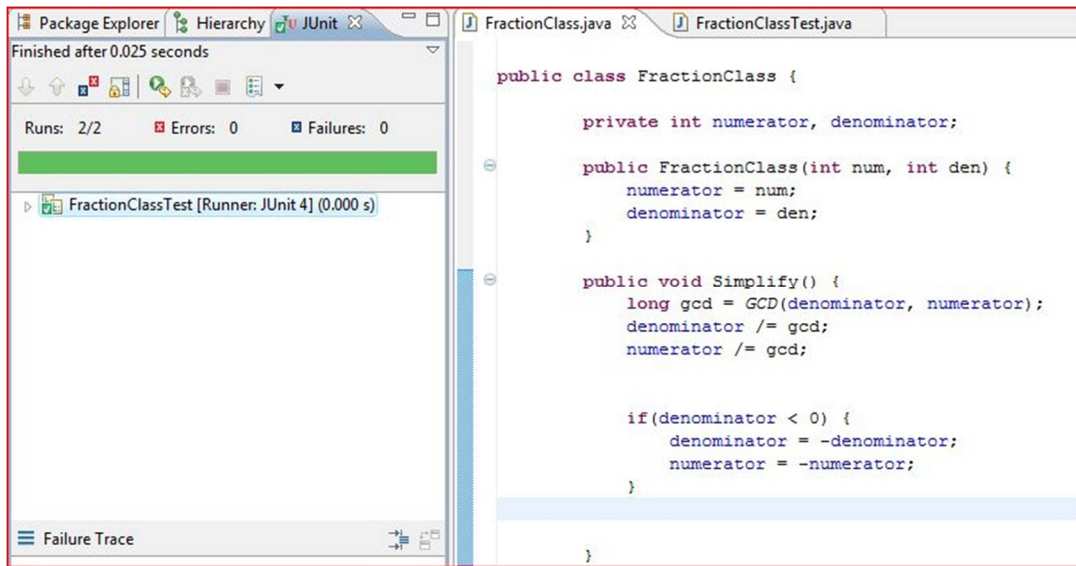 Package Explorer Hierarchy JUnit
Finished after 0.025 seconds
Runs: 2/2 Errors: 0 Failures: 0
FractionClassTest [Runner: JUnit 4] (0.000 s)
Failure Trace
FractionClass.java FractionClassTest.java
public class FractionClass {
private int numerator, denominator;
public FractionClass(int num, int den) {
numerator = num;
denominator = den;
}
public void Simplify() {
long gcd = GCD(denominator, numerator);
denominator /= gcd;
numerator /= gcd;
if(denominator < 0) {
denominator = -denominator;
numerator = -numerator;
}
}